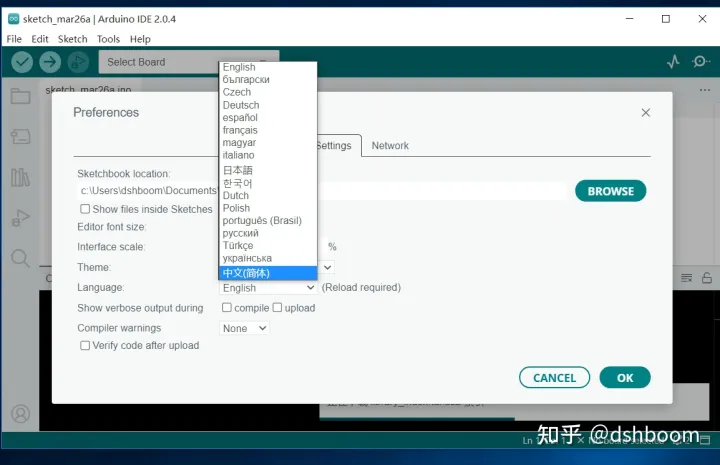 sketch_mar26a | Arduino IDE 2.0.4
File Edit Sketch Tools Help
Select Board
sketch_mar26a.ino
Preferences
Settings Network
Sketchbook location:
c:\Users\dshboom\Documents\
BROWSE
Show files inside Sketches
Editor font size:
Interface scale:
%
Theme:
Language:
English
(Reload required)
Show verbose output during
compile upload
Compiler warnings
None
Verify code after upload
CANCEL OK
English
български
Czech
Deutsch
español
français
magyar
italiano
日本語
한국어
Dutch
Polish
português (Brasil)
русский
Türkçe
українська
中文(简体)
知乎 @dshboom